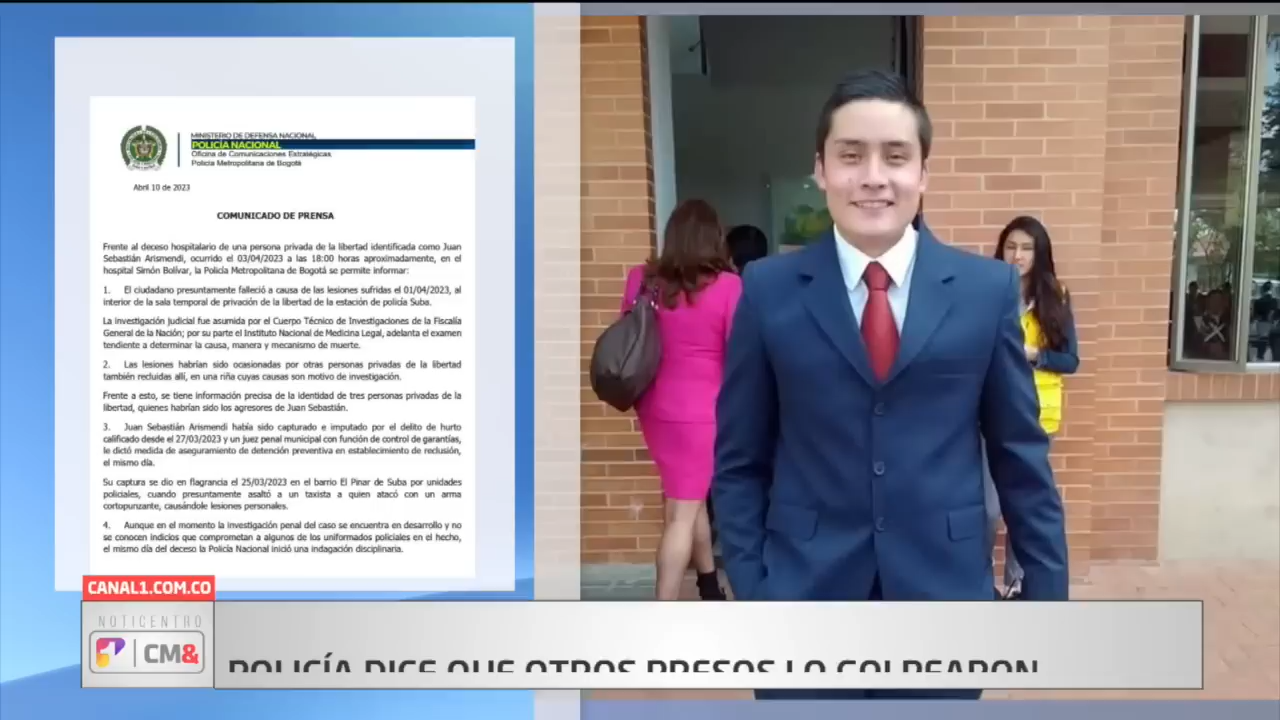 MINISTERIO DE DEFENSA NACIONAL
POLICÍA NACIONAL
Oficina de Comunicaciones Estratégicas
Policía Metropolitana de Bogotá
Abril 10 de 2023
COMUNICADO DE PRENSA
Frente al deceso hospitalario de una persona privada de la libertad identificada como Juan
Sebastián Arismendi, ocurrido el 03/04/2023 a las 18:00 horas aproximadamente, en el
hospital Simón Bolívar, la Policía Metropolitana de Bogotá se permite informar:
1. El ciudadano presuntamente falleció a causa de las lesiones sufridas el 01/04/2023, al
interior de la sala temporal de privación de la libertad de la estación de policía Suba.
La investigación judicial fue asumida por el Cuerpo Técnico de Investigaciones de la Fiscalía
General de la Nación; por su parte el Instituto Nacional de Medicina Legal, adelanta el examen
tendiente a determinar la causa, manera y mecanismo de muerte.
2. Las lesiones habrían sido ocasionadas por otras personas privadas de la libertad
también recluidas allí, en una riña cuyas causas son motivo de investigación.
Frente a esto, se tiene información precisa de la identidad de tres personas privadas de la
libertad, quienes habrían sido los agresores de Juan Sebastián.
3. Juan Sebastián Arismendi había sido capturado e imputado por el delito de hurto
calificado desde el 27/03/2023 y un juez penal municipal con función de control de garantías,
le dictó medida de aseguramiento de detención preventiva en establecimiento de reclusión,
el mismo día.
Su captura se dio en flagrancia el 25/03/2023 en el barrio El Pinar de Suba por unidades
policiales, cuando presuntamente asaltó a un taxista a quien atacó con un arma
cortopunzante, causándole lesiones personales.
4. Aunque en el momento la investigación penal del caso se encuentra en desarrollo y no
se conocen indicios que comprometan a algunos de los uniformados policiales en el hecho,
el mismo día del deceso la Policía Nacional inició una indagación disciplinaria.
CANAL1.COM.CO
NOTICENTRO
1 CM&
POLICÍA DICE QUE OTROS PRESOS LO GOLPEARON